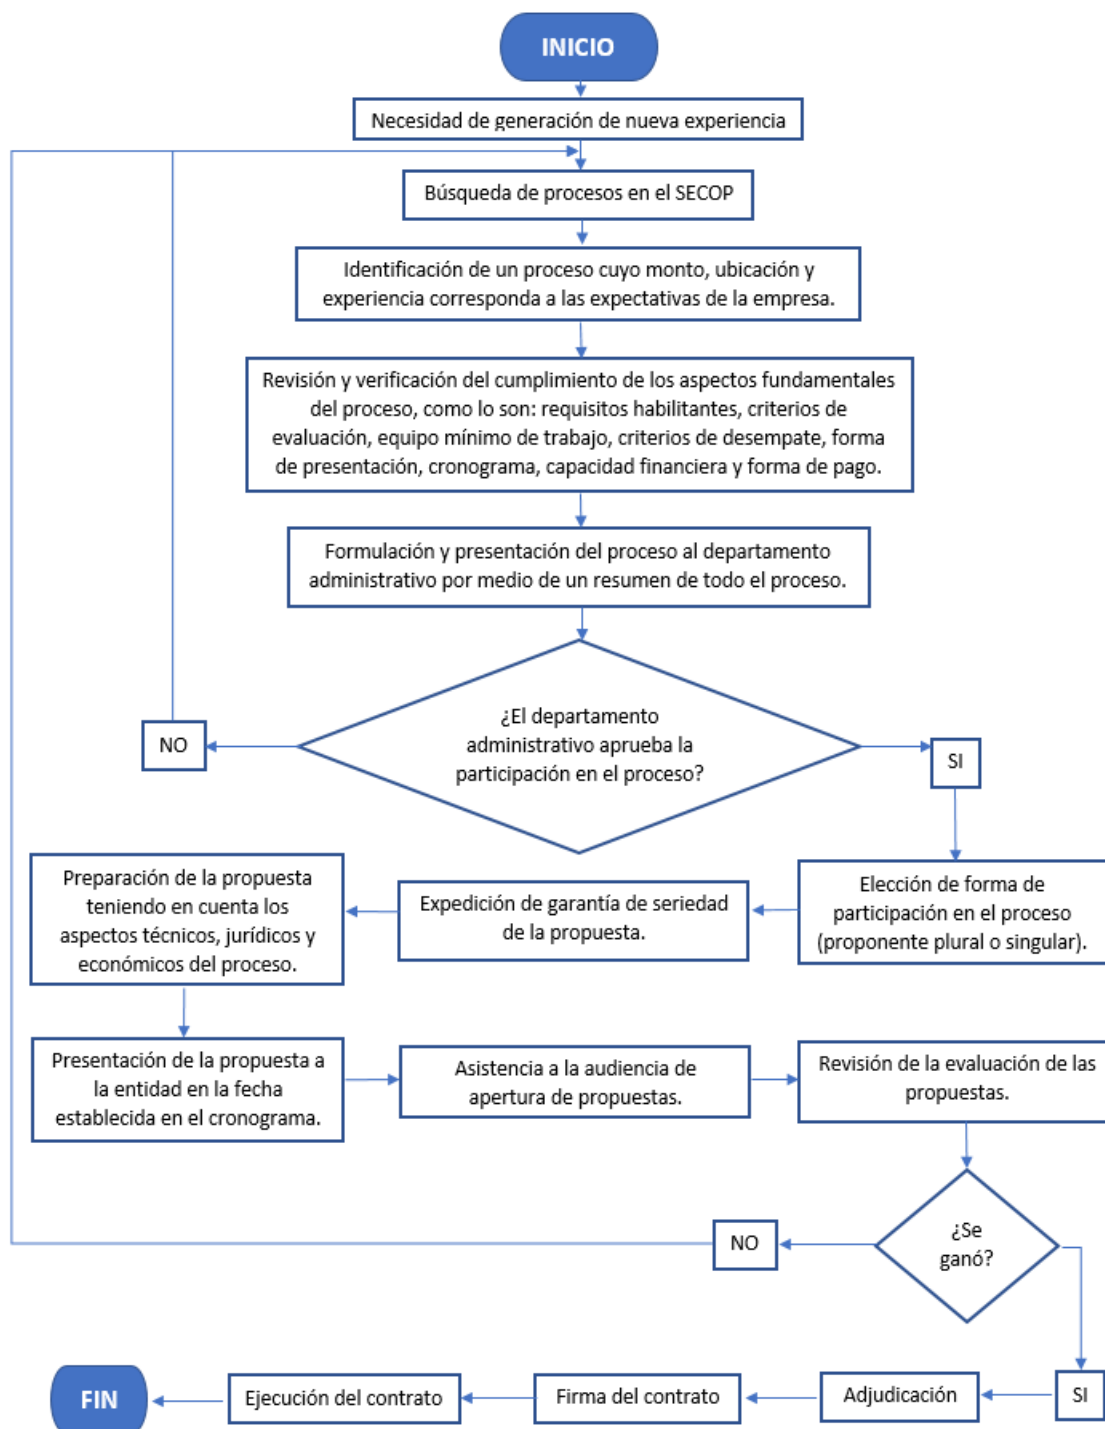 INICIO
Necesidad de generación de nueva experiencia
Búsqueda de procesos en el SECOP
Identificación de un proceso cuyo monto, ubicación y
experiencia corresponda a las expectativas de la empresa.
Revisión y verificación del cumplimiento de los aspectos fundamentales
del proceso, como lo son: requisitos habilitantes, criterios de
evaluación, equipo mínimo de trabajo, criterios de desempate, forma
de presentación, cronograma, capacidad financiera y forma de pago.
Formulación y presentación del proceso al departamento
administrativo por medio de un resumen de todo el proceso.
¿El departamento
administrativo aprueba la
participación en el proceso?
NO
SI
Elección de forma de
participación en el proceso
(proponente plural o singular).
Expedición de garantía de seriedad
de la propuesta.
Preparación de la propuesta
teniendo en cuenta los
aspectos técnicos, jurídicos y
económicos del proceso.
Presentación de la propuesta a
la entidad en la fecha
establecida en el cronograma.
Asistencia a la audiencia de
apertura de propuestas.
Revisión de la evaluación de las
propuestas.
¿Se
ganó?
NO
SI
Adjudicación
Firma del contrato
Ejecución del contrato
FIN